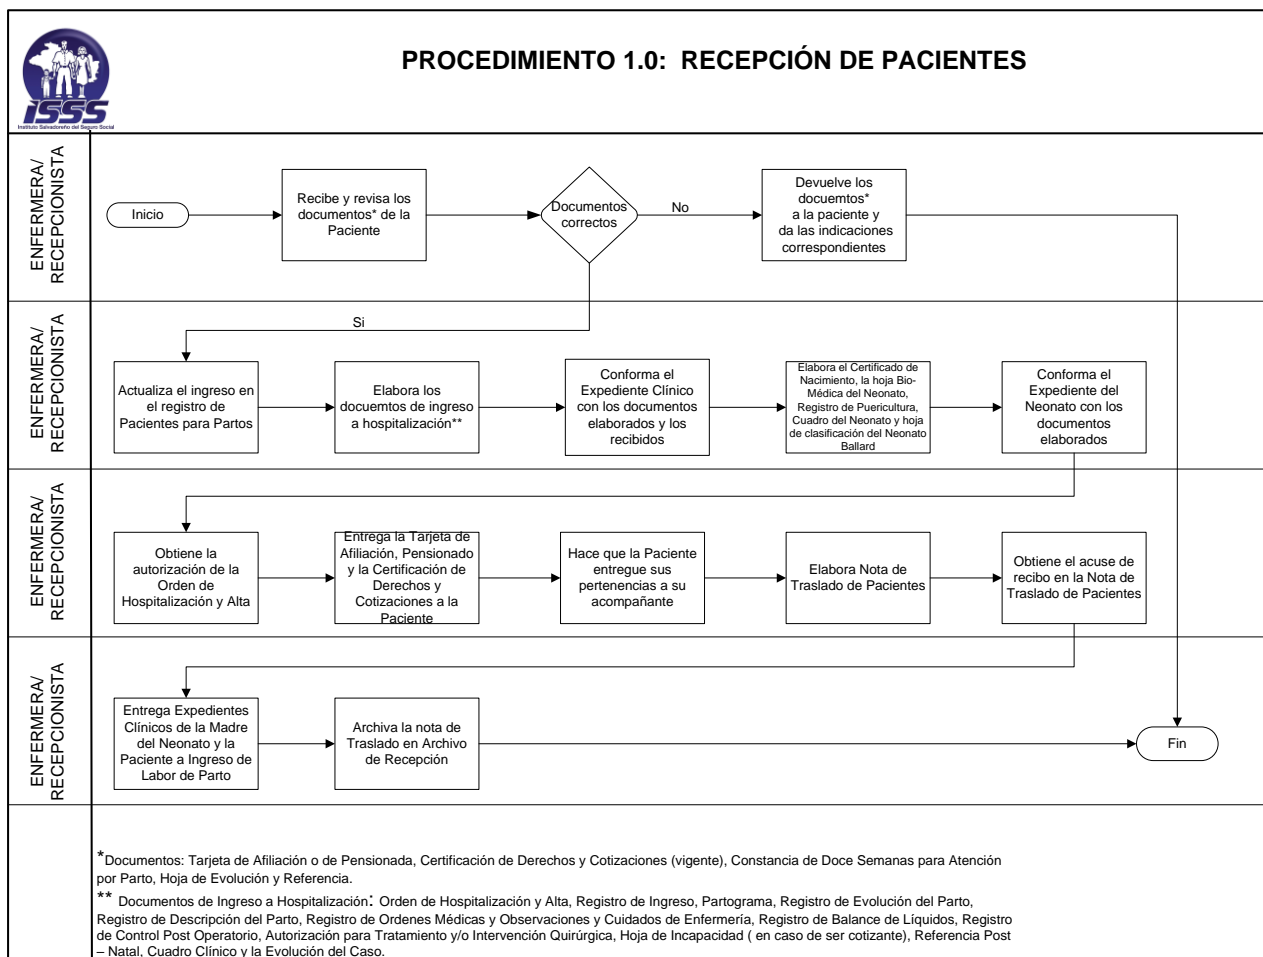 PROCEDIMIENTO 1.0: RECEPCIÓN DE PACIENTES
ISSS
Instituto Salvadoreño del Seguro Social
ENFERMERA/
RECEPCIONISTA
Inicio
Recibe y revisa los
documentos* de la
Paciente
Documentos
correctos
No
Devuelve los
docuemtos*
a la paciente y
da las indicaciones
correspondientes
ENFERMERA/
RECEPCIONISTA
Si
Actualiza el ingreso en
el registro de
Pacientes para Partos
Elabora los
docuemtos de ingreso
a hospitalización**
Conforma el
Expediente Clínico
con los documentos
elaborados y los
recibidos
Elabora el Certificado de
Nacimiento, la hoja Bio-
Médica del Neonato,
Registro de Puericultura,
Cuadro del Neonato y hoja
de clasificación del Neonato
Ballard
Conforma el
Expediente del
Neonato con los
documentos
elaborados
ENFERMERA/
RECEPCIONISTA
Obtiene la
autorización de la
Orden de
Hospitalización y Alta
Entrega la Tarjeta de
Afiliación, Pensionado
y la Certificación de
Derechos y
Cotizaciones a la
Paciente
Hace que la Paciente
entregue sus
pertenencias a su
acompañante
Elabora Nota de
Traslado de Pacientes
Obtiene el acuse de
recibo en la Nota de
Traslado de Pacientes
ENFERMERA/
RECEPCIONISTA
Entrega Expedientes
Clínicos de la Madre
del Neonato y la
Paciente a Ingreso de
Labor de Parto
Archiva la nota de
Traslado en Archivo
de Recepción
Fin
*Documentos: Tarjeta de Afiliación o de Pensionada, Certificación de Derechos y Cotizaciones (vigente), Constancia de Doce Semanas para Atención
por Parto, Hoja de Evolución y Referencia.
** Documentos de Ingreso a Hospitalización: Orden de Hospitalización y Alta, Registro de Ingreso, Partograma, Registro de Evolución del Parto,
Registro de Descripción del Parto, Registro de Ordenes Médicas y Observaciones y Cuidados de Enfermería, Registro de Balance de Líquidos, Registro
de Control Post Operatorio, Autorización para Tratamiento y/o Intervención Quirúrgica, Hoja de Incapacidad ( en caso de ser cotizante), Referencia Post
– Natal, Cuadro Clínico y la Evolución del Caso.